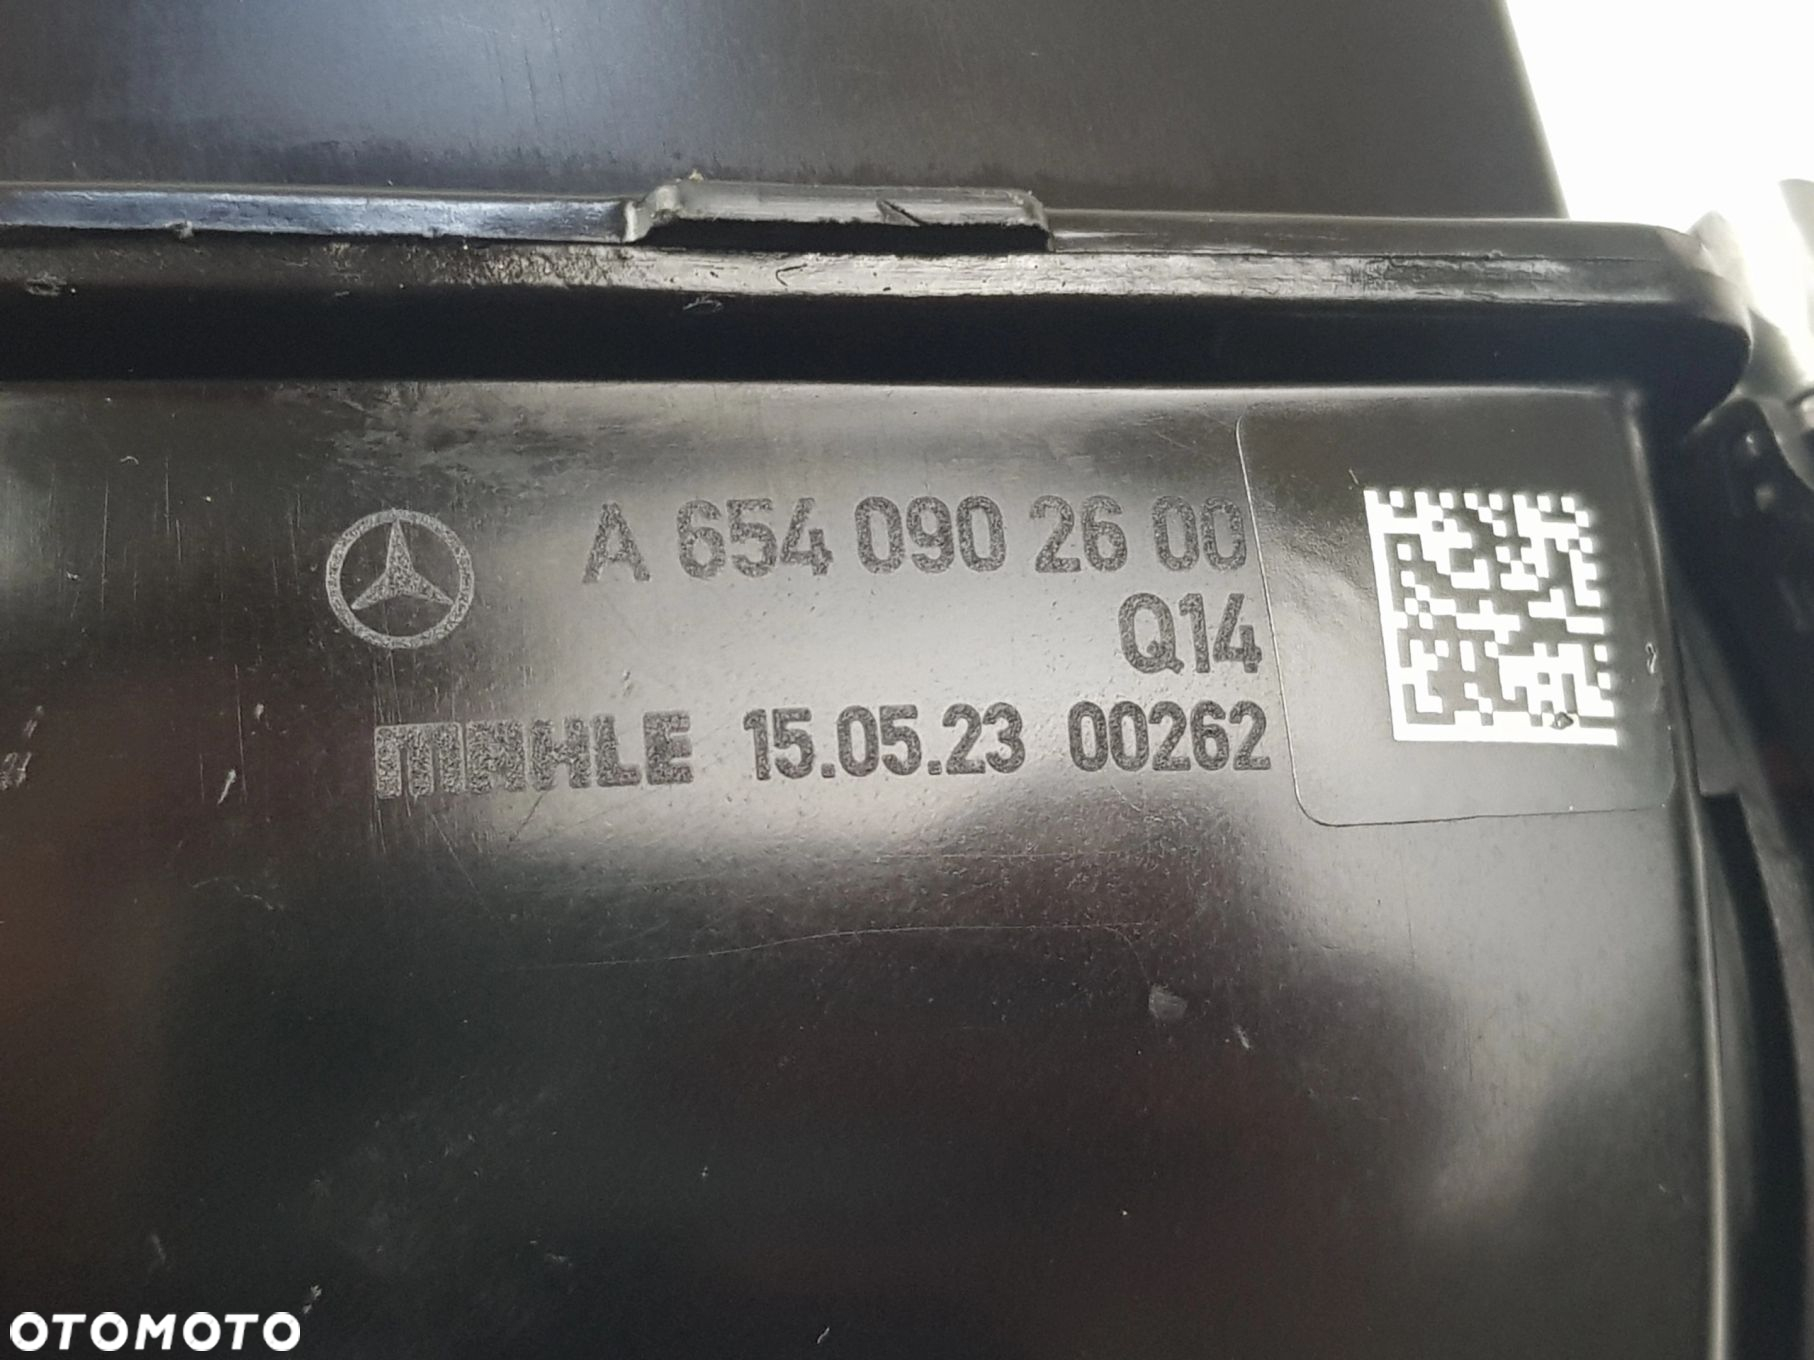 A 654 090 26 00
Q14
MAHLE 15.05.23 00262
OTOMOTO